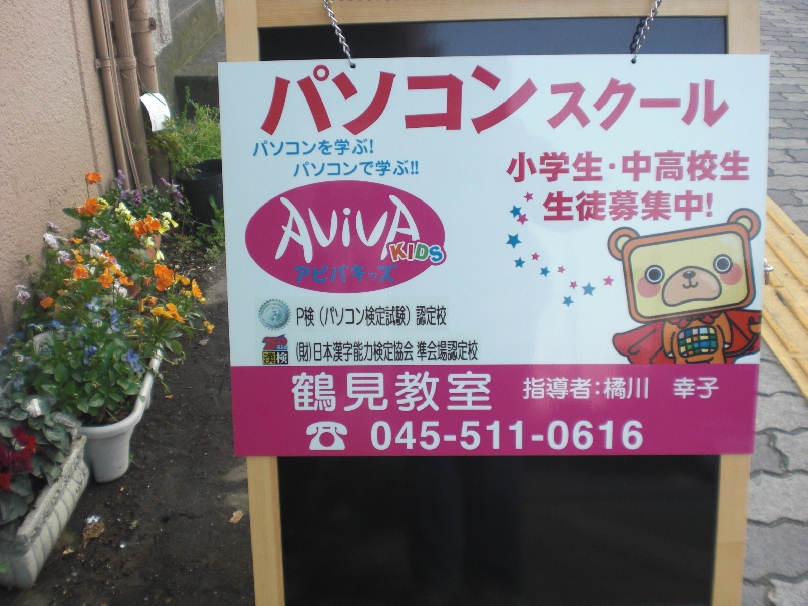 パソコンスクール
パソコンを学ぶ!
パソコンで学ぶ!!
小学生・中高校生
生徒募集中!
AViVA
KIDS
アビバキッズ
P検(パソコン検定試験)認定校
漢検
(財)日本漢字能力検定協会 準会場認定校
鶴見教室 指導者:橘川 幸子
☎ 045-511-0616